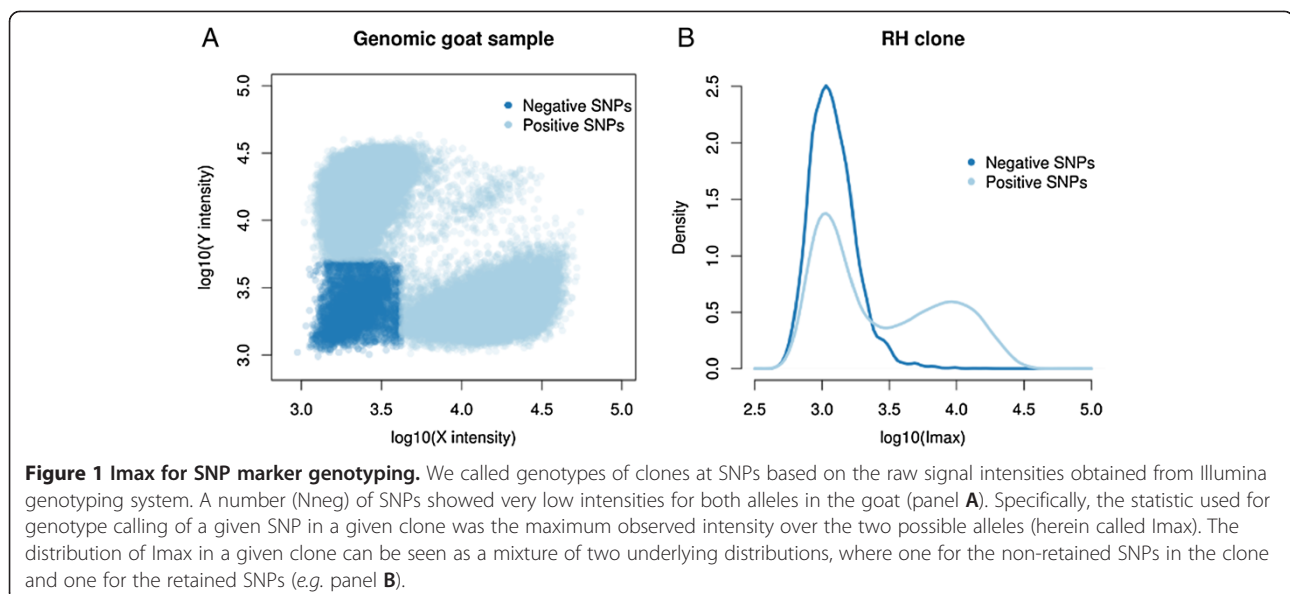 A
Genomic goat sample
Negative SNPs
Positive SNPs
5.0
4.5
4.0
3.5
3.0
log10(Y intensity)
3.0 3.5 4.0 4.5 5.0
log10(X intensity)
B
RH clone
Negative SNPs
Positive SNPs
2.5
2.0
1.5
1.0
0.5
0.0
Density
2.5 3.0 3.5 4.0 4.5 5.0
log10(Imax)
Figure 1 Imax for SNP marker genotyping. We called genotypes of clones at SNPs based on the raw signal intensities obtained from Illumina
genotyping system. A number (Nneg) of SNPs showed very low intensities for both alleles in the goat (panel A). Specifically, the statistic used for
genotype calling of a given SNP in a given clone was the maximum observed intensity over the two possible alleles (herein called Imax). The
distribution of Imax in a given clone can be seen as a mixture of two underlying distributions, where one for the non-retained SNPs in the clone
and one for the retained SNPs (e.g. panel B).